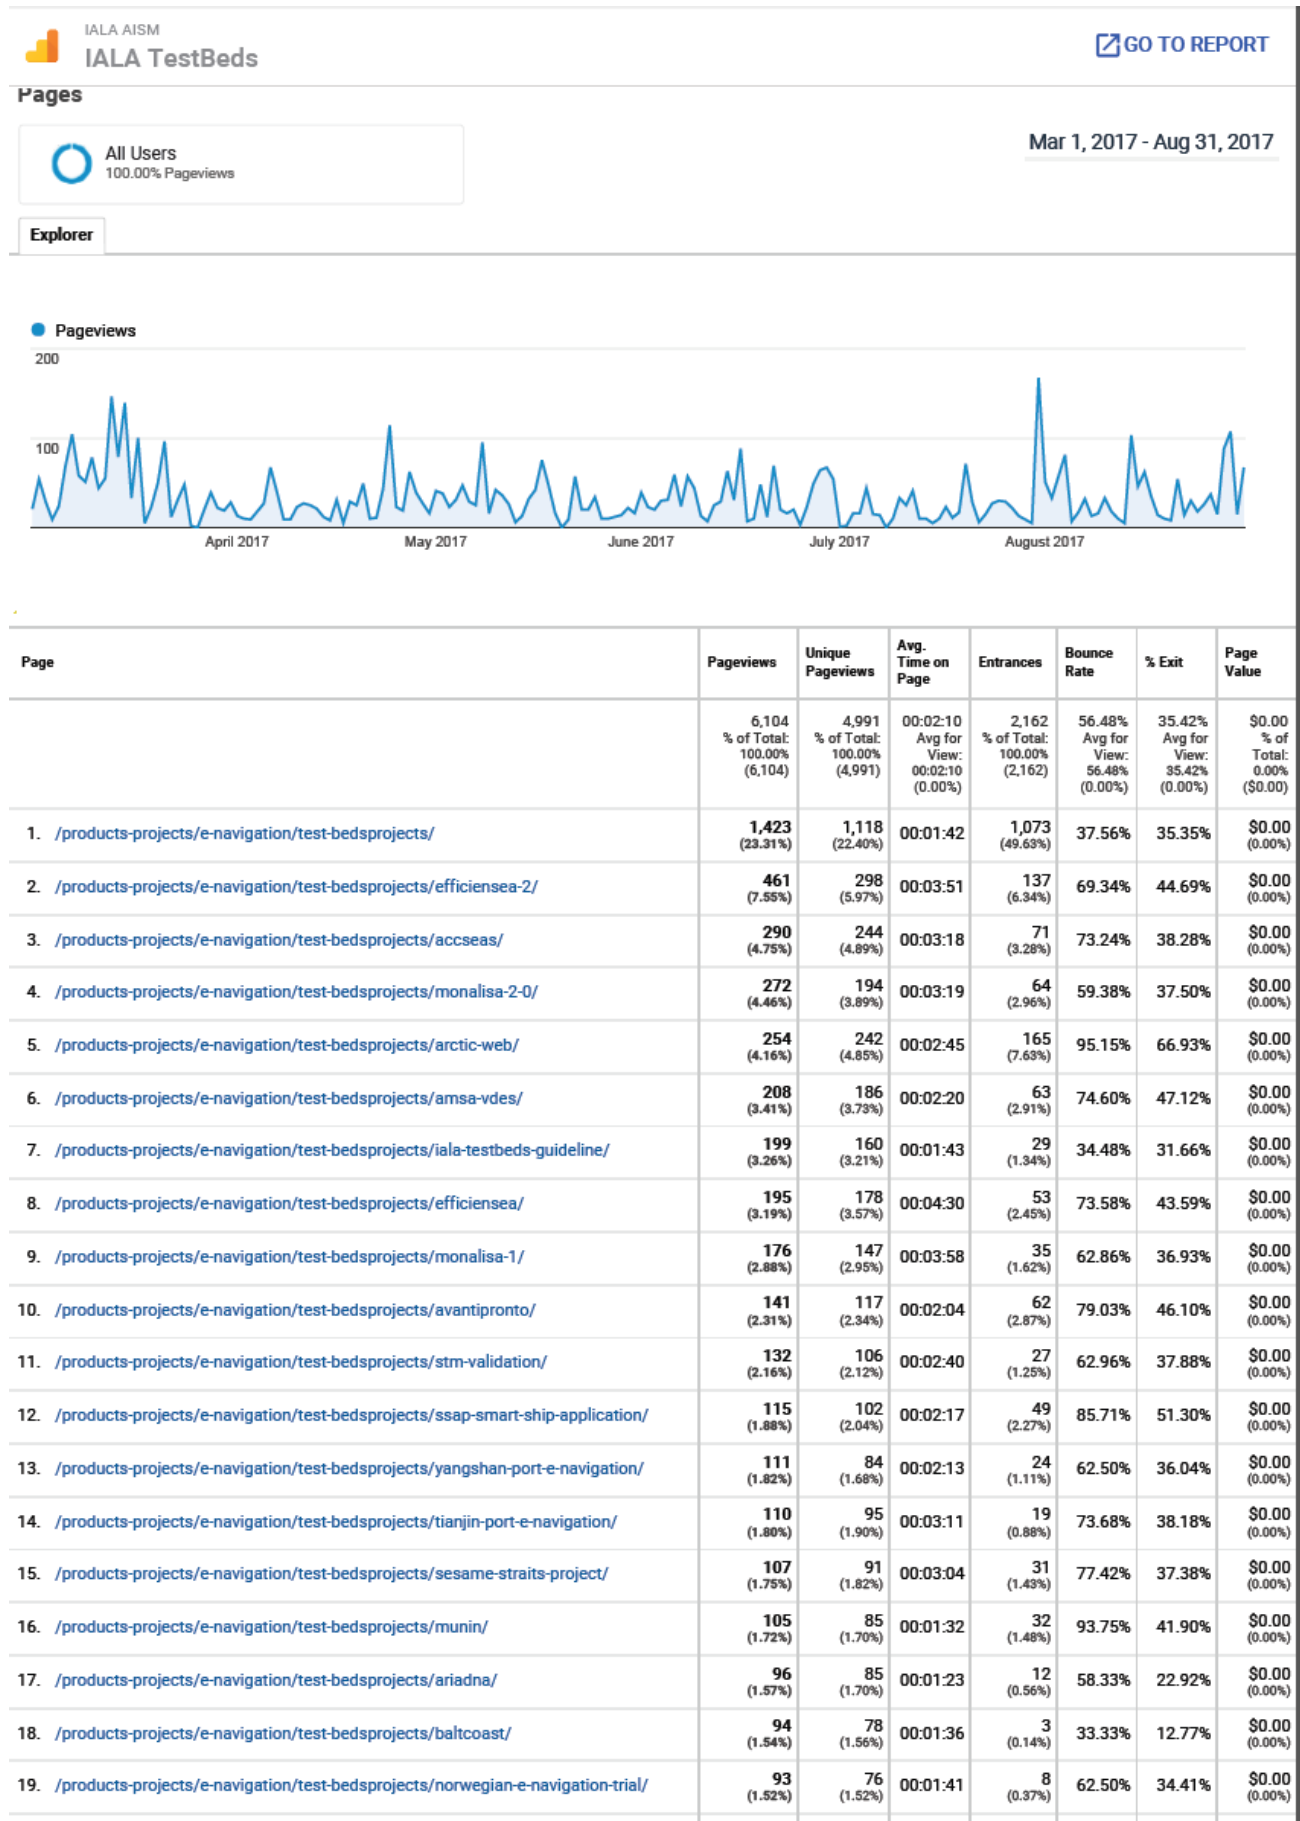 IALA AISM
IALA TestBeds
GO TO REPORT
Pages
All Users
100.00% Pageviews
Mar 1, 2017 - Aug 31, 2017
Explorer
Pageviews
200
100
April 2017 May 2017 June 2017 July 2017 August 2017
Page Pageviews Unique Pageviews Avg. Time on Page Entrances Bounce Rate % Exit Page Value
6,104 4,991 00:02:10 2,162 56.48% 35.42% $0.00
% of Total: % of Total: Avg for % of Total: Avg for Avg for % of
100.00% 100.00% View: 100.00% View: View: Total:
(6,104) (4,991) 00:02:10 (2,162) 56.48% 35.42% 0.00%
(0.00%) (0.00%) (0.00%) ($0.00)
1. /products-projects/e-navigation/test-bedsprojects/ 1,423 1,118 00:01:42 1,073 37.56% 35.35% $0.00
(23.31%) (22.40%) (49.63%) (0.00%)
2. /products-projects/e-navigation/test-bedsprojects/efficiensea-2/ 461 298 00:03:51 137 69.34% 44.69% $0.00
(7.55%) (5.97%) (6.34%) (0.00%)
3. /products-projects/e-navigation/test-bedsprojects/accseas/ 290 244 00:03:18 71 73.24% 38.28% $0.00
(4.75%) (4.89%) (3.28%) (0.00%)
4. /products-projects/e-navigation/test-bedsprojects/monalisa-2-0/ 272 194 00:03:19 64 59.38% 37.50% $0.00
(4.46%) (3.89%) (2.96%) (0.00%)
5. /products-projects/e-navigation/test-bedsprojects/arctic-web/ 254 242 00:02:45 165 95.15% 66.93% $0.00
(4.16%) (4.85%) (7.63%) (0.00%)
6. /products-projects/e-navigation/test-bedsprojects/amsa-vdes/ 208 186 00:02:20 63 74.60% 47.12% $0.00
(3.41%) (3.73%) (2.91%) (0.00%)
7. /products-projects/e-navigation/test-bedsprojects/iala-testbeds-guideline/ 199 160 00:01:43 29 34.48% 31.66% $0.00
(3.26%) (3.21%) (1.34%) (0.00%)
8. /products-projects/e-navigation/test-bedsprojects/efficiensea/ 195 178 00:04:30 53 73.58% 43.59% $0.00
(3.19%) (3.57%) (2.45%) (0.00%)
9. /products-projects/e-navigation/test-bedsprojects/monalisa-1/ 176 147 00:03:58 35 62.86% 36.93% $0.00
(2.88%) (2.95%) (1.62%) (0.00%)
10. /products-projects/e-navigation/test-bedsprojects/avantipronto/ 141 117 00:02:04 62 79.03% 46.10% $0.00
(2.31%) (2.34%) (2.87%) (0.00%)
11. /products-projects/e-navigation/test-bedsprojects/stm-validation/ 132 106 00:02:40 27 62.96% 37.88% $0.00
(2.16%) (2.12%) (1.25%) (0.00%)
12. /products-projects/e-navigation/test-bedsprojects/ssap-smart-ship-application/ 115 102 00:02:17 49 85.71% 51.30% $0.00
(1.88%) (2.04%) (2.27%) (0.00%)
13. /products-projects/e-navigation/test-bedsprojects/yangshan-port-e-navigation/ 111 84 00:02:13 24 62.50% 36.04% $0.00
(1.82%) (1.68%) (1.11%) (0.00%)
14. /products-projects/e-navigation/test-bedsprojects/tianjin-port-e-navigation/ 110 95 00:03:11 19 73.68% 38.18% $0.00
(1.80%) (1.90%) (0.88%) (0.00%)
15. /products-projects/e-navigation/test-bedsprojects/sesame-straits-project/ 107 91 00:03:04 31 77.42% 37.38% $0.00
(1.75%) (1.82%) (1.43%) (0.00%)
16. /products-projects/e-navigation/test-bedsprojects/munin/ 105 85 00:01:32 32 93.75% 41.90% $0.00
(1.72%) (1.70%) (1.48%) (0.00%)
17. /products-projects/e-navigation/test-bedsprojects/ariadna/ 96 85 00:01:23 12 58.33% 22.92% $0.00
(1.57%) (1.70%) (0.56%) (0.00%)
18. /products-projects/e-navigation/test-bedsprojects/baltcoast/ 94 78 00:01:36 3 33.33% 12.77% $0.00
(1.54%) (1.56%) (0.14%) (0.00%)
19. /products-projects/e-navigation/test-bedsprojects/norwegian-e-navigation-trial/ 93 76 00:01:41 8 62.50% 34.41% $0.00
(1.52%) (1.52%) (0.37%) (0.00%)